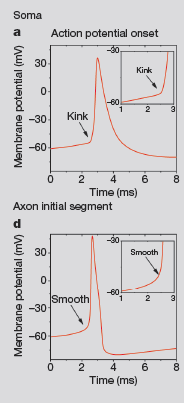 Soma
a Action potential onset
Membrane potential (mV)
30
0
−30
−60
Kink
−30
Kink
−60
1 2 3
0 2 4 6 8
Time (ms)
Axon initial segment
d
Membrane potential (mV)
30
0
−30
−60
Smooth
−30
Smooth
−60
1 2 3
0 2 4 6 8
Time (ms)